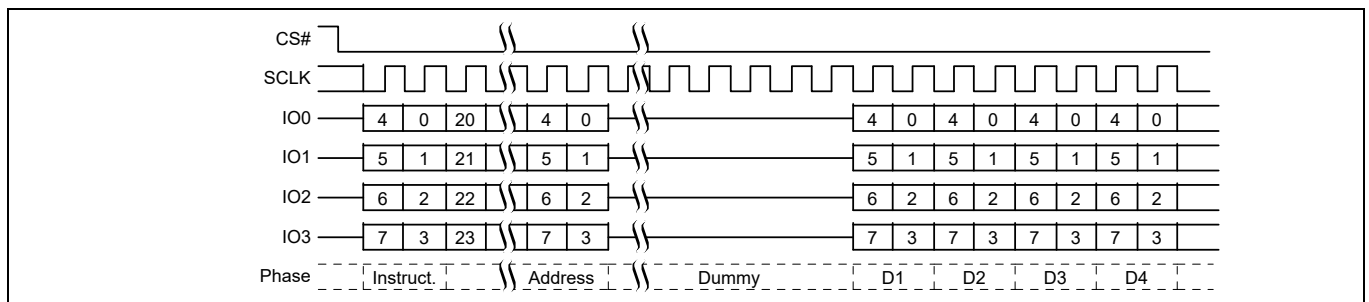 CS#
SCLK
IO0 4 0 20 4 0 4 0 4 0 4 0 4 0
IO1 5 1 21 5 1 5 1 5 1 5 1 5 1
IO2 6 2 22 6 2 6 2 6 2 6 2 6 2
IO3 7 3 23 7 3 7 3 7 3 7 3 7 3
Phase Instruct. Address Dummy D1 D2 D3 D4